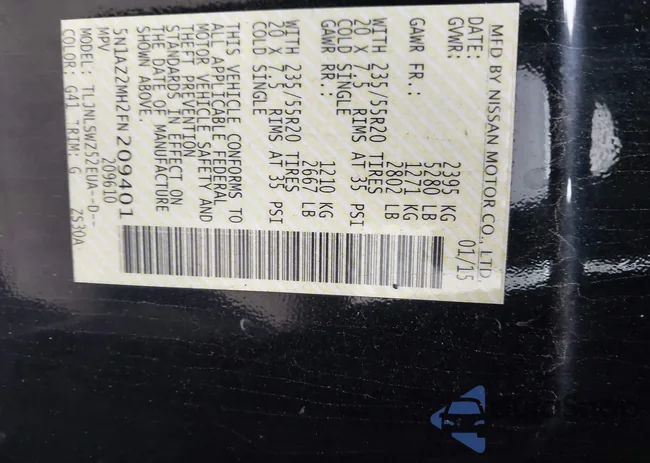 MFD BY NISSAN MOTOR CO., LTD.
DATE: 01/15
GVWR: 2395 KG
5280 LB
GAWR FR.: 1271 KG
2802 LB
WITH 235/55R20 TIRES
20 X 7.5, RIMS AT 35 PSI
COLD SINGLE
GAWR RR.: 1210 KG
2667 LB
WITH 235/55R20 TIRES
20 X 7.5, RIMS AT 35 PSI
COLD SINGLE
THIS VEHICLE CONFORMS TO
ALL APPLICABLE FEDERAL
MOTOR VEHICLE SAFETY AND
THEFT PREVENTION
STANDARDS IN EFFECT ON
THE DATE OF MANUFACTURE
SHOWN ABOVE.
5N1AZ2MH2FN209401
MPV 209610
MODEL: TLJNLSWZ52EUA--D--
COLOR: G41 TRIM: G ZS30A